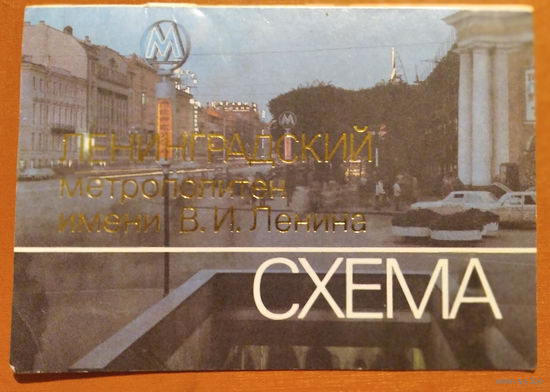 М
М
ЛЕНИНГРАДСКИЙ
метрополитен
имени В.И.Ленина
СХЕМА